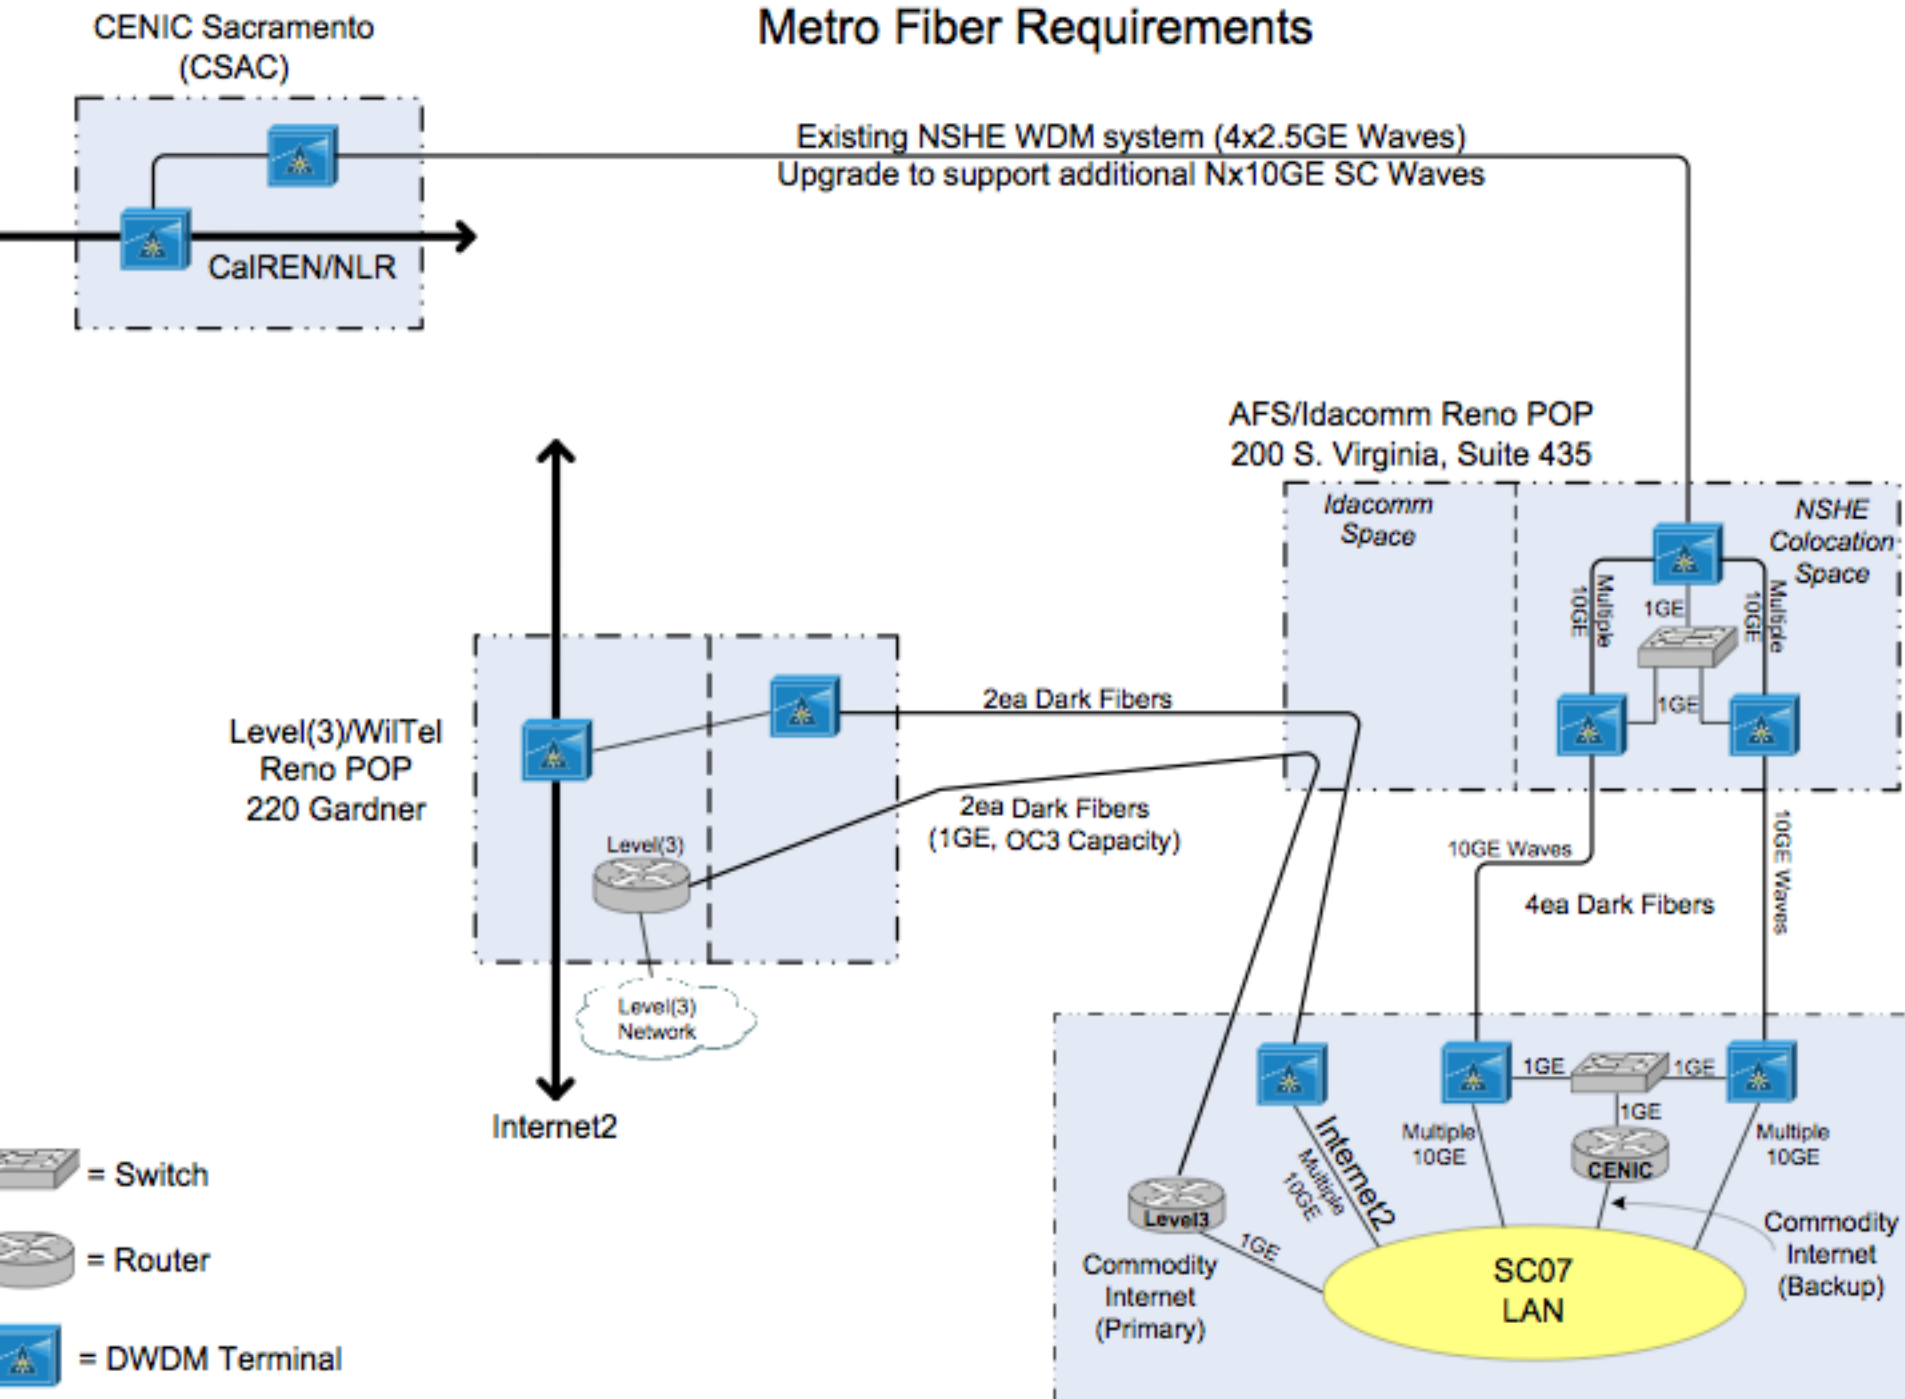 Metro Fiber Requirements
CENIC Sacramento
(CSAC)
CalREN/NLR
Existing NSHE WDM system (4x2.5GE Waves)
Upgrade to support additional Nx10GE SC Waves
AFS/Idacomm Reno POP
200 S. Virginia, Suite 435
Idacomm
Space
NSHE
Colocation
Space
Multiple
10GE
1GE
Multiple
10GE
1GE
Level(3)/WilTel
Reno POP
220 Gardner
2ea Dark Fibers
2ea Dark Fibers
(1GE, OC3 Capacity)
Level(3)
Level(3)
Network
Internet2
10GE Waves
10GE Waves
4ea Dark Fibers
1GE
1GE
1GE
Multiple
10GE
CENIC
Multiple
10GE
Internet2
Multiple
10GE
Level3
1GE
Commodity
Internet
(Primary)
SC07
LAN
Commodity
Internet
(Backup)
= Switch
= Router
= DWDM Terminal